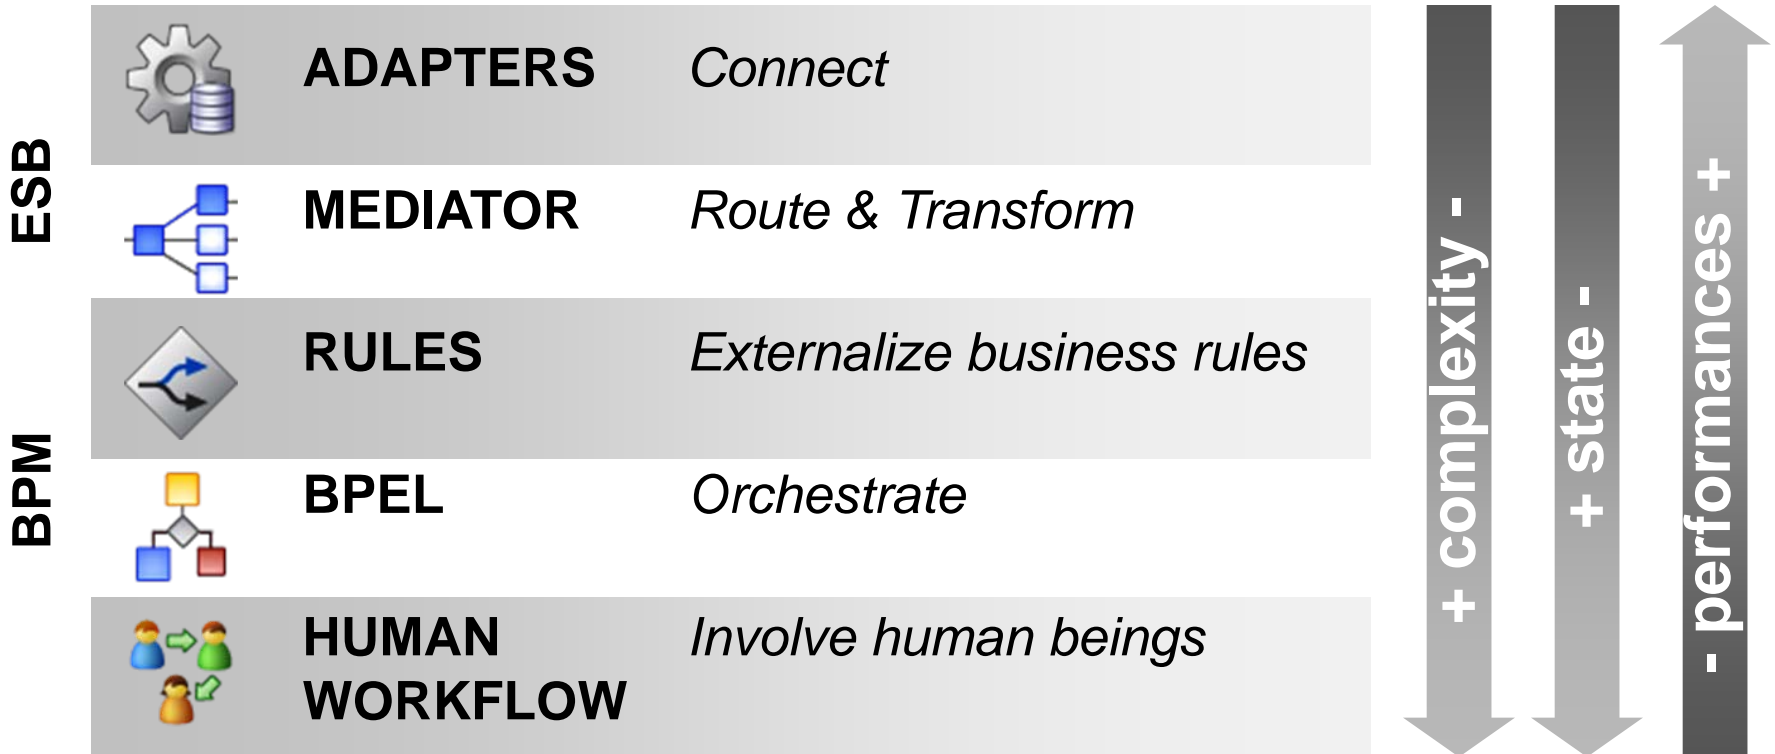 ESB
ADAPTERS Connect
MEDIATOR Route & Transform
BPM
RULES Externalize business rules
BPEL Orchestrate
HUMAN WORKFLOW Involve human beings
+ complexity -
+ state -
- performances +